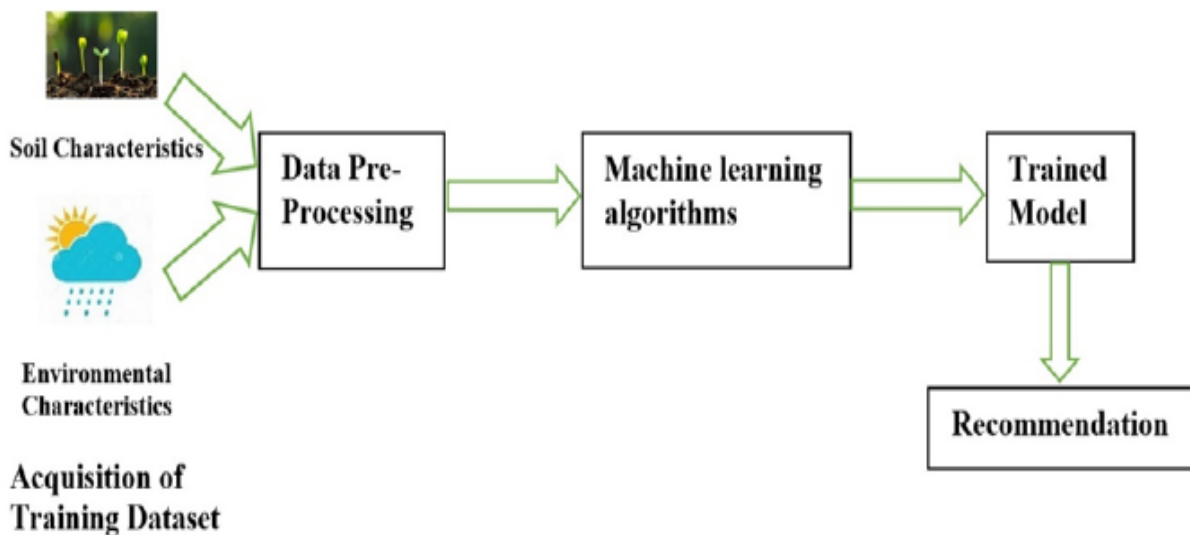 Soil Characteristics
Environmental
Characteristics
Acquisition of
Training Dataset
Data Pre-
Processing
Machine learning
algorithms
Trained
Model
Recommendation